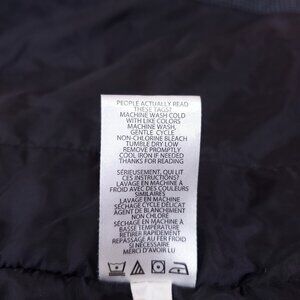 PEOPLE ACTUALLY READ
THESE TAGS?
MACHINE WASH COLD
WITH LIKE COLORS
MACHINE WASH,
GENTLE CYCLE
NON-CHLORINE BLEACH
TUMBLE DRY LOW
REMOVE PROMPTLY
COOL IRON IF NEEDED
THANKS FOR READING
SÉRIEUSEMENT, QUI LIT
CES INSTRUCTIONS?
LAVAGE EN MACHINE À
FROID AVEC DE COULEURS
SIMILAIRES
LAVAGE EN MACHINE
SÉCHAGE CYCLE DÉLICAT
AGENT DE BLANCHIMENT
NON CHLORE
SÉCHAGE EN MACHINE À
BASSE TEMPÉRATURE
RETIRER RAPIDEMENT
REPASSAGE AU FER FROID
SI NÉCESSAIRE
MERCI D'AVOIR LU